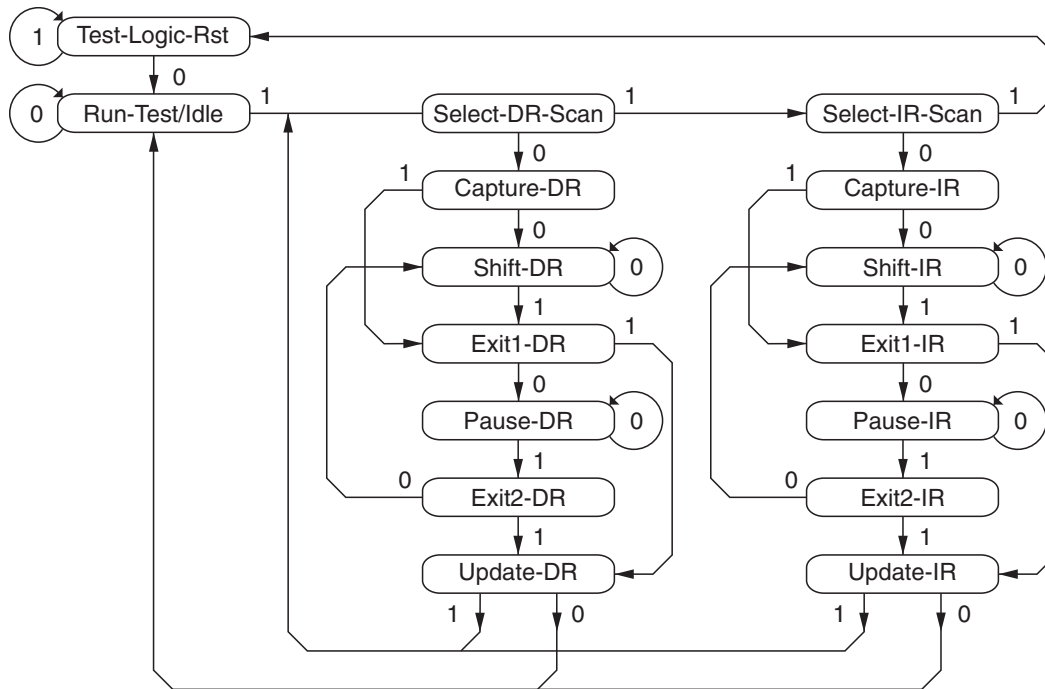 1 Test-Logic-Rst
0
0 Run-Test/Idle 1 Select-DR-Scan 1 Select-IR-Scan 1
0 0
1 Capture-DR 1 Capture-IR
0 0
Shift-DR 0 Shift-IR 0
1 1
Exit1-DR 1 Exit1-IR 1
0 0
Pause-DR 0 Pause-IR 0
1 1
0 Exit2-DR 0 Exit2-IR
1 1
Update-DR Update-IR
1 0 1 0